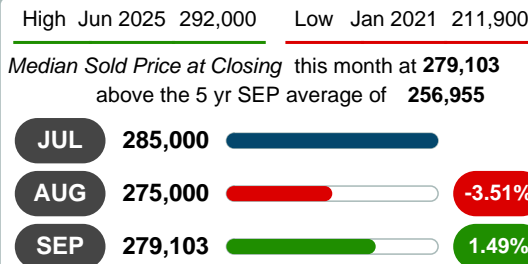 High Jun 2025 292,000 Low Jan 2021 211,900
Median Sold Price at Closing this month at 279,103
above the 5 yr SEP average of 256,955
JUL 285,000
AUG 275,000 -3.51%
SEP 279,103 1.49%